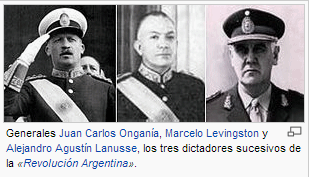 Generales Juan Carlos Onganía, Marcelo Levingston y
Alejandro Agustín Lanusse, los tres dictadores sucesivos de
la «Revolución Argentina».